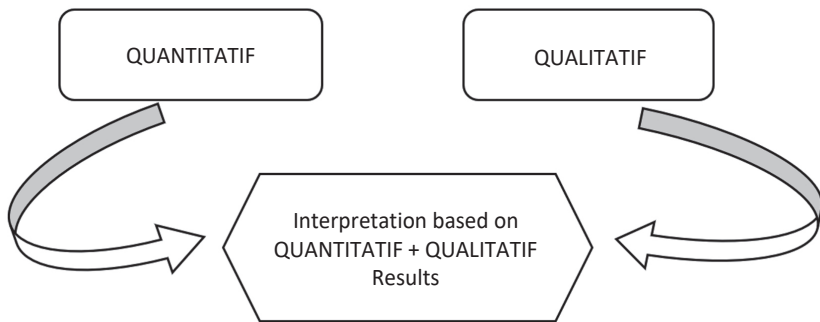 QUANTITATIF
QUALITATIF
Interpretation based on
QUANTITATIF + QUALITATIF
Results